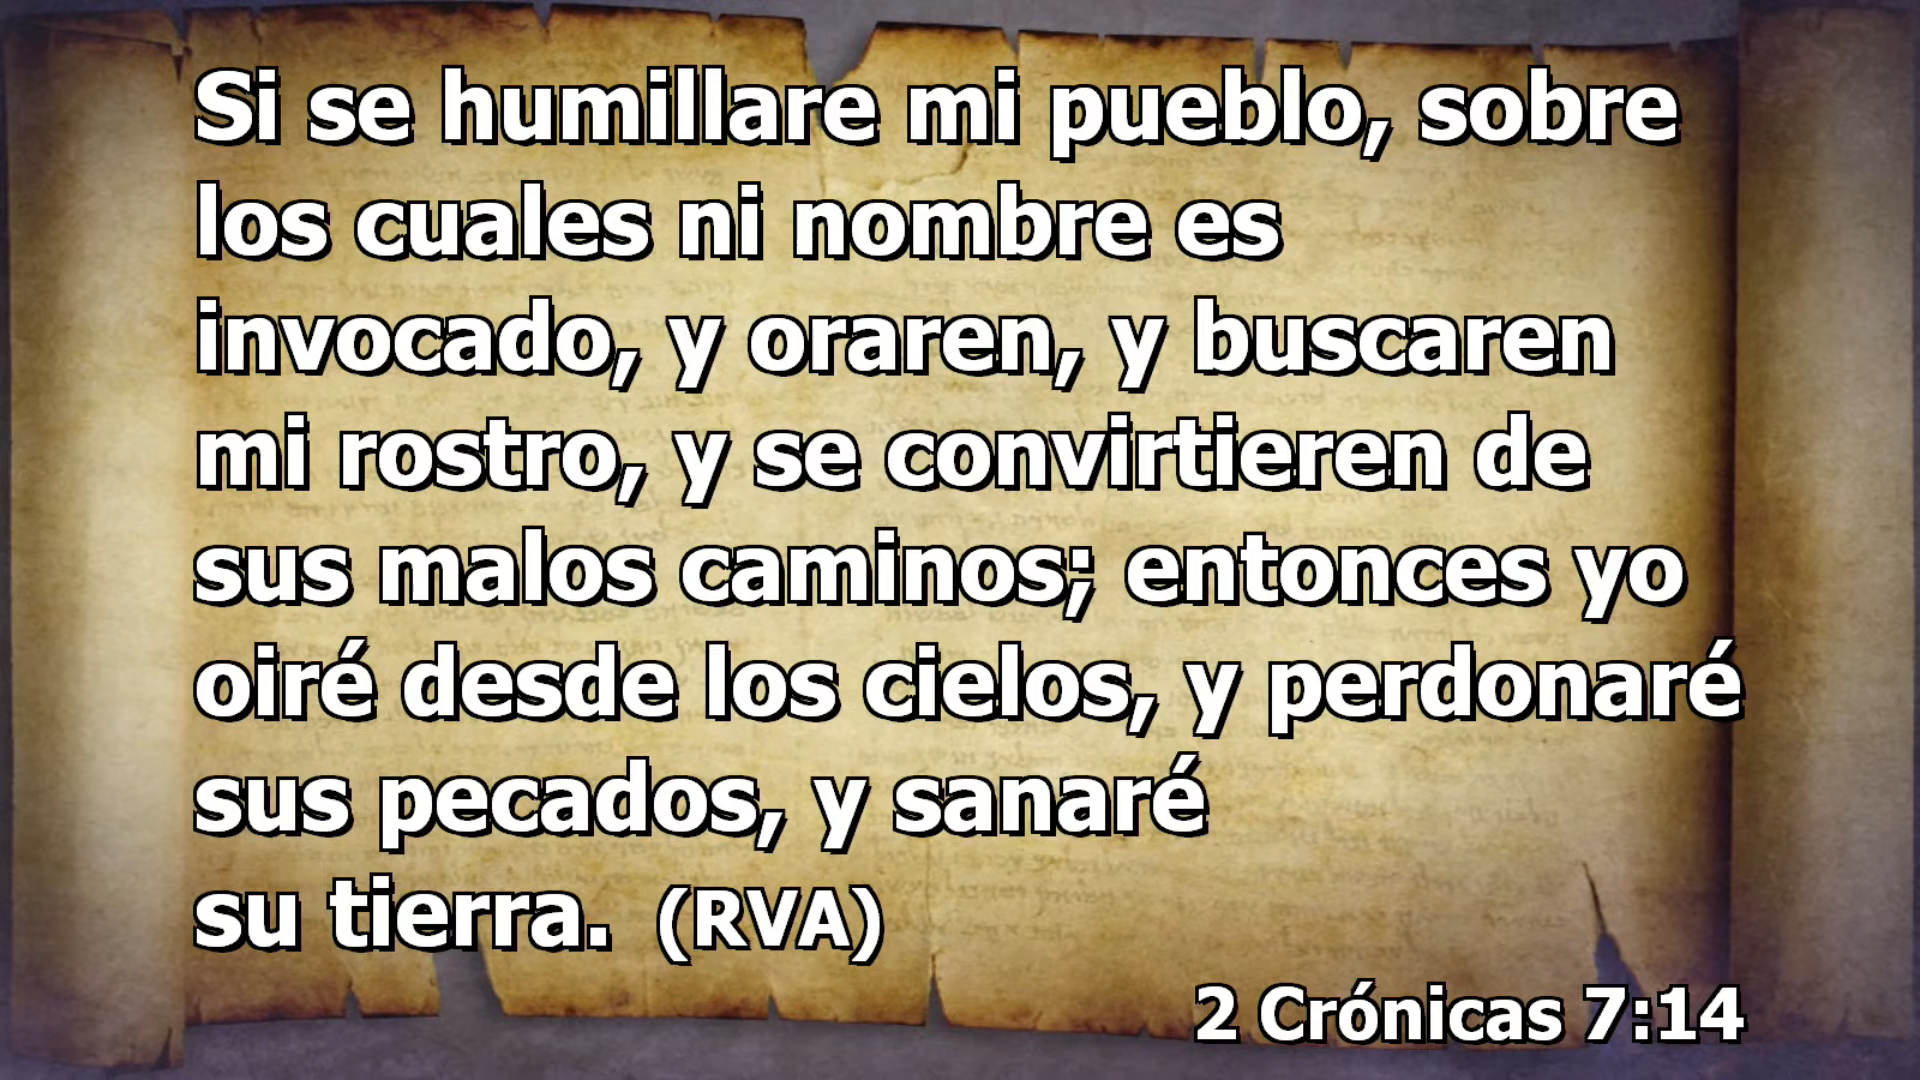 Si se humillare mi pueblo, sobre
los cuales ni nombre es
invocado, y oraren, y buscaren
mi rostro, y se convirtieren de
sus malos caminos; entonces yo
oiré desde los cielos, y perdonaré
sus pecados, y sanaré
su tierra. (RVA)
2 Crónicas 7:14